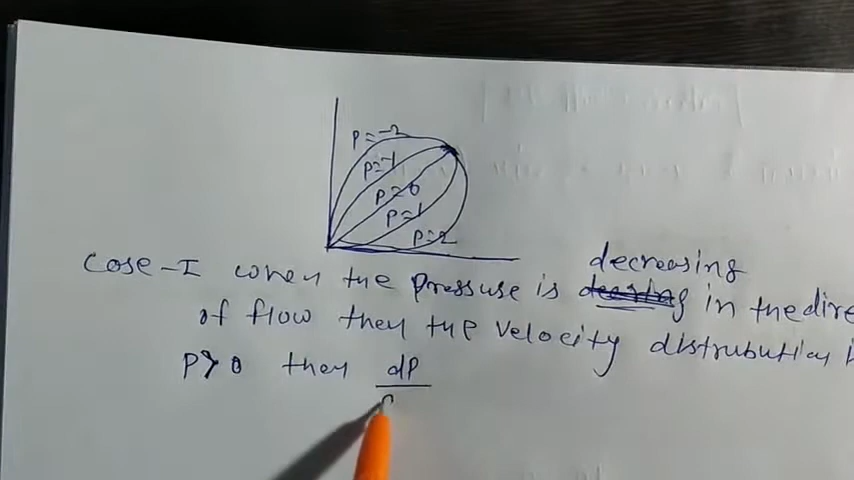 P=-2
P=-1
P=0
P=1
P=2
decreasing
Case-I when the pressure is in the dire
of flow then the velocity distrubution i
P>0 then dP